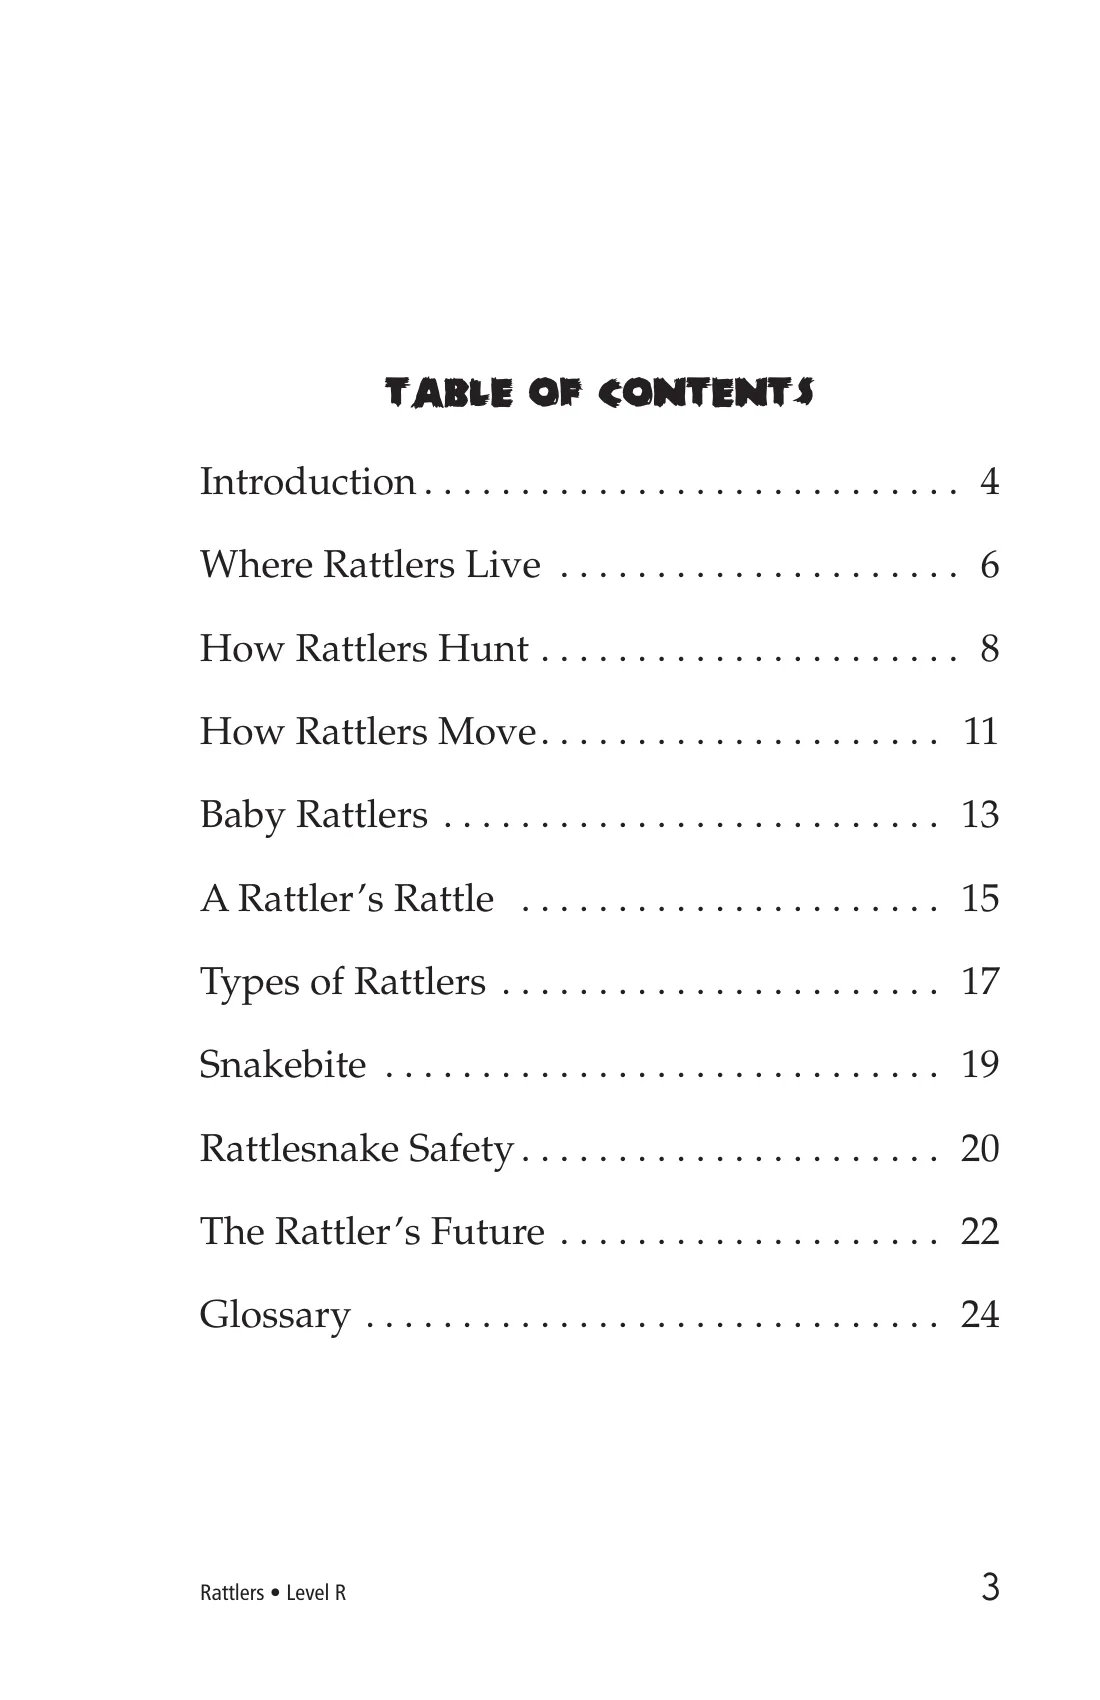 TABLE OF CONTENTS
Introduction . . . . . . . . . . . . . . . . . . . . . . . . . . . . 4
Where Rattlers Live . . . . . . . . . . . . . . . . . . . . . 6
How Rattlers Hunt . . . . . . . . . . . . . . . . . . . . . . 8
How Rattlers Move . . . . . . . . . . . . . . . . . . . . . 11
Baby Rattlers . . . . . . . . . . . . . . . . . . . . . . . . . . 13
A Rattler’s Rattle . . . . . . . . . . . . . . . . . . . . . . 15
Types of Rattlers . . . . . . . . . . . . . . . . . . . . . . . 17
Snakebite . . . . . . . . . . . . . . . . . . . . . . . . . . . . . 19
Rattlesnake Safety . . . . . . . . . . . . . . . . . . . . . . 20
The Rattler’s Future . . . . . . . . . . . . . . . . . . . . 22
Glossary . . . . . . . . . . . . . . . . . . . . . . . . . . . . . . 24
Rattlers • Level R 3